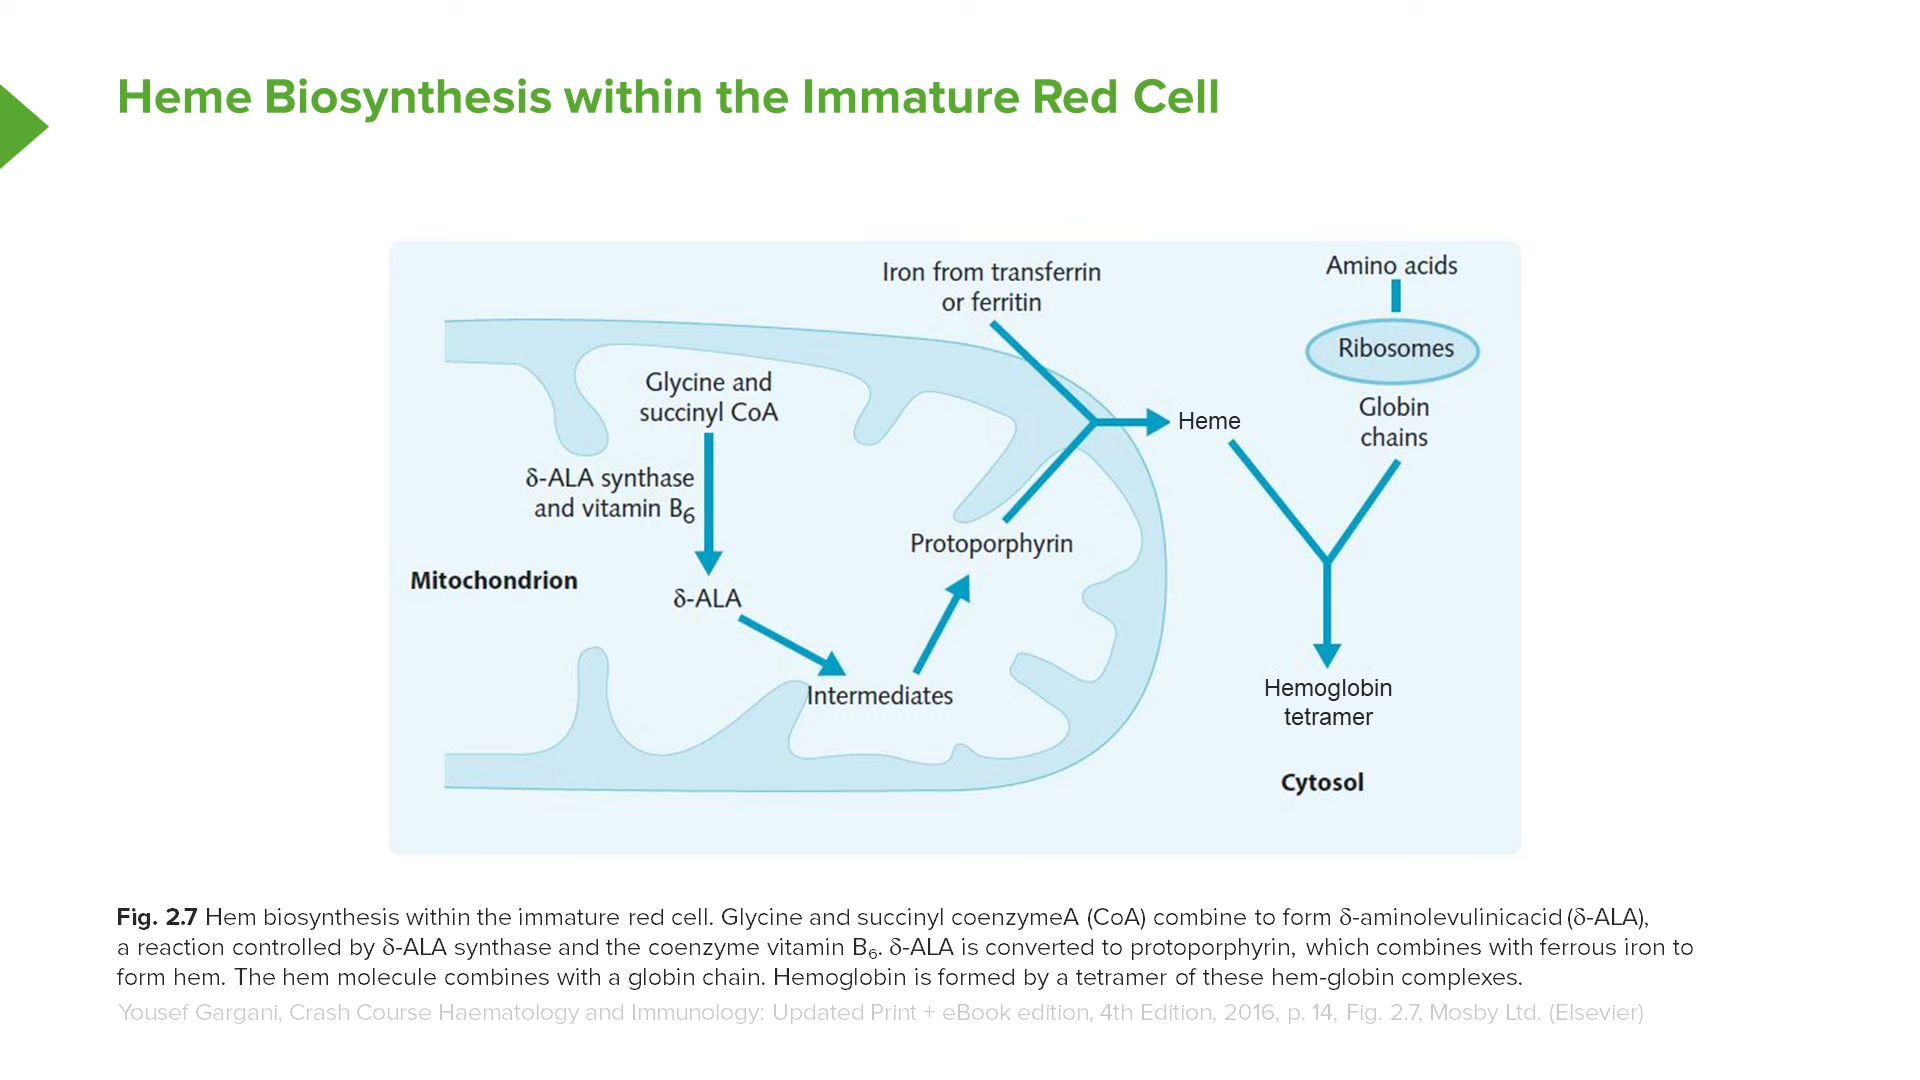 Heme Biosynthesis within the Immature Red Cell
Iron from transferrin
or ferritin
Amino acids
Ribosomes
Glycine and
succinyl CoA
Globin
chains
Heme
δ-ALA synthase
and vitamin B₆
Protoporphyrin
Mitochondrion
δ-ALA
Intermediates
Hemoglobin
tetramer
Cytosol
Fig. 2.7 Hem biosynthesis within the immature red cell. Glycine and succinyl coenzymeA (CoA) combine to form δ-aminolevulinicacid (δ-ALA),
a reaction controlled by δ-ALA synthase and the coenzyme vitamin B₆. δ-ALA is converted to protoporphyrin, which combines with ferrous iron to
form hem. The hem molecule combines with a globin chain. Hemoglobin is formed by a tetramer of these hem-globin complexes.
Yousef Gargani, Crash Course Haematology and Immunology: Updated Print + eBook edition, 4th Edition, 2016, p. 14, Fig. 2.7, Mosby Ltd. (Elsevier)